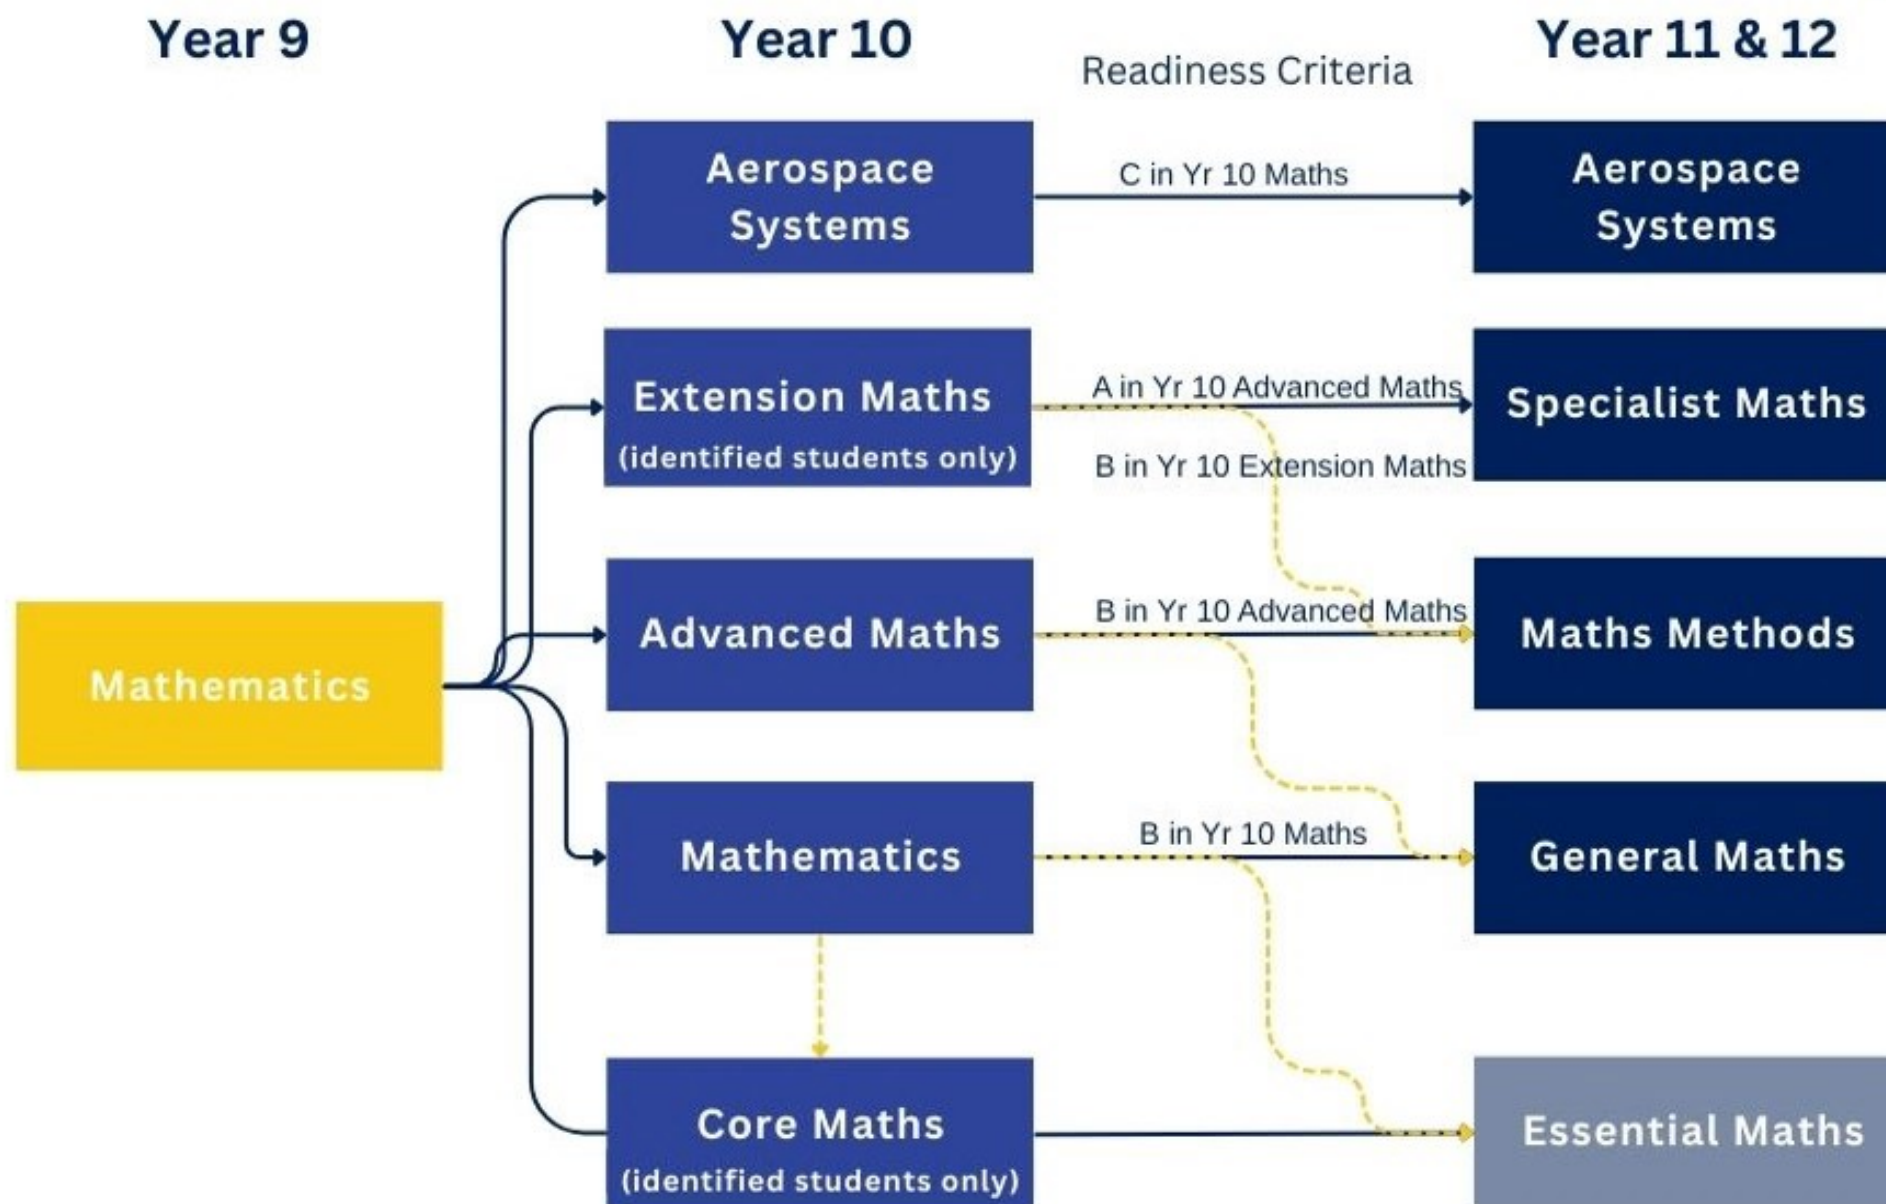 Year 9
Year 10
Readiness Criteria
Year 11 & 12
Aerospace
Systems
C in Yr 10 Maths
Aerospace
Systems
Extension Maths
(identified students only)
A in Yr 10 Advanced Maths
B in Yr 10 Extension Maths
Specialist Maths
Mathematics
Advanced Maths
B in Yr 10 Advanced Maths
Maths Methods
Mathematics
B in Yr 10 Maths
General Maths
Core Maths
(identified students only)
Essential Maths